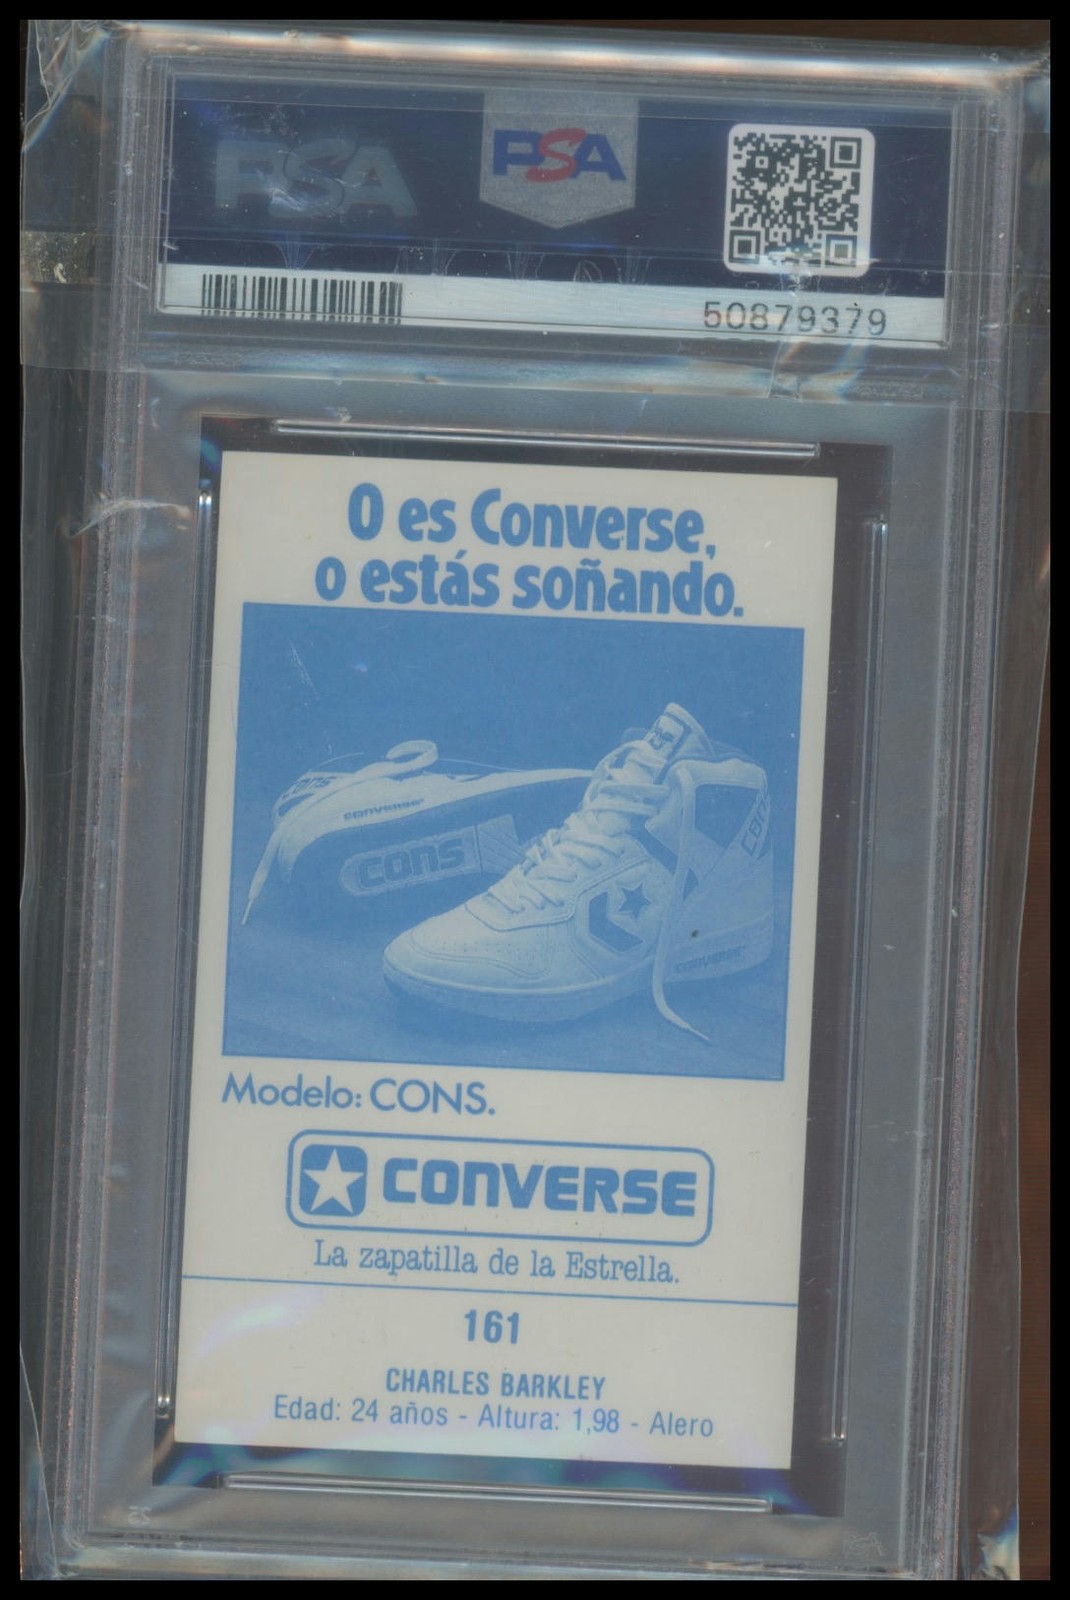 PSA
PSA
50879379
O es Converse,
o estás soñando.
cons
CONVERSE
cons
CONVERSE
Modelo: CONS.
CONVERSE
La zapatilla de la Estrella.
161
CHARLES BARKLEY
Edad: 24 años - Altura: 1,98 - Alero